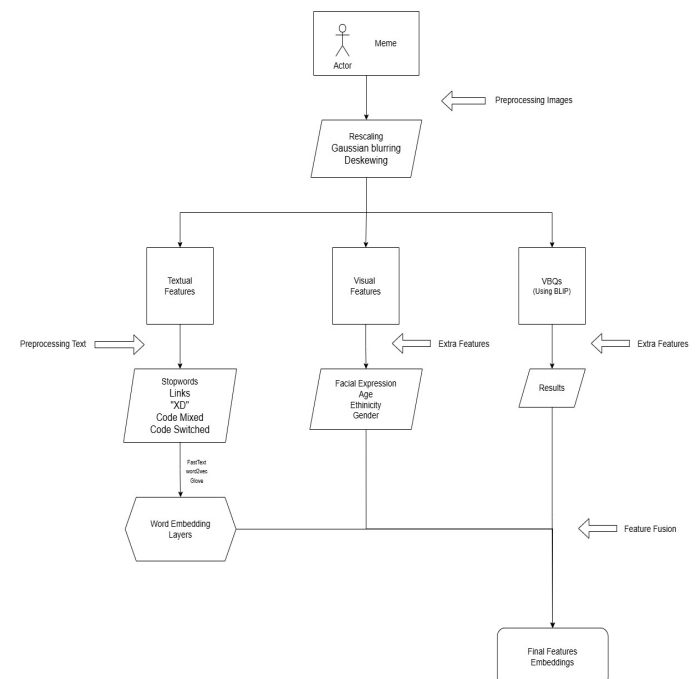 Meme
Actor
Preprocessing Images
Rescaling
Gaussian blurring
Deskewing
Textual
Features
Visual
Features
VBQs
(Using BLIP)
Preprocessing Text
Extra Features
Extra Features
Stopwords
Links
"XD"
Code Mixed
Code Switched
Facial Expression
Age
Ethinicity
Gender
Results
FastText
word2vec
Glove
Word Embedding
Layers
Feature Fusion
Final Features
Embeddings